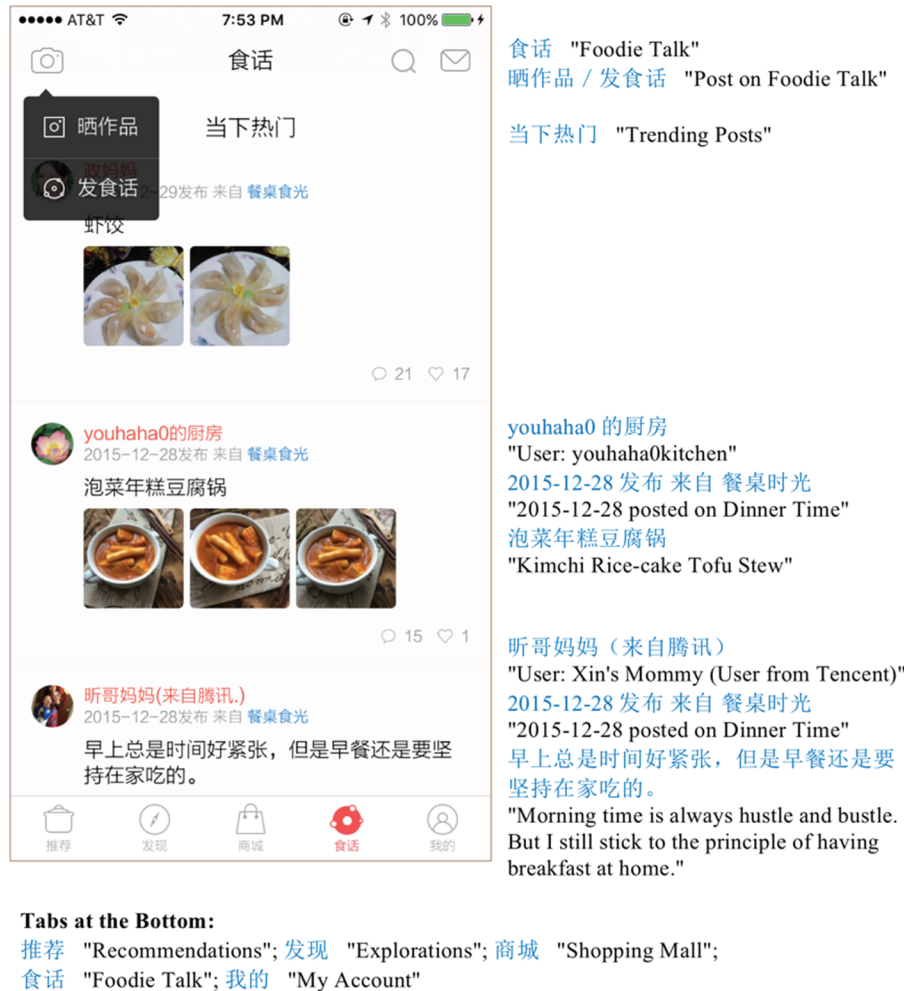 AT&T 7:53 PM 100%
食话
晒作品
发食话
当下热门
政妈妈
-29发布 来自 餐桌食光
虾饺
21 17
youhaha0的厨房
2015-12-28发布 来自 餐桌食光
泡菜年糕豆腐锅
15 1
昕哥妈妈(来自腾讯.)
2015-12-28发布 来自 餐桌食光
早上总是时间好紧张，但是早餐还是要坚
持在家吃的。
推荐 发现 商城 食话 我的
食话 "Foodie Talk"
晒作品 / 发食话 "Post on Foodie Talk"
当下热门 "Trending Posts"
youhaha0 的厨房
"User: youhaha0kitchen"
2015-12-28 发布 来自 餐桌时光
"2015-12-28 posted on Dinner Time"
泡菜年糕豆腐锅
"Kimchi Rice-cake Tofu Stew"
昕哥妈妈（来自腾讯）
"User: Xin's Mommy (User from Tencent)"
2015-12-28 发布 来自 餐桌时光
"2015-12-28 posted on Dinner Time"
早上总是时间好紧张，但是早餐还是要
坚持在家吃的。
"Morning time is always hustle and bustle.
But I still stick to the principle of having
breakfast at home."
Tabs at the Bottom:
推荐 "Recommendations"; 发现 "Explorations"; 商城 "Shopping Mall";
食话 "Foodie Talk"; 我的 "My Account"